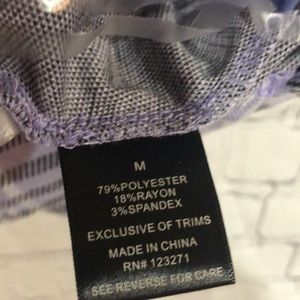 M
79%POLYESTER
18%RAYON
3%SPANDEX
EXCLUSIVE OF TRIMS
MADE IN CHINA
RN# 123271
SEE REVERSE FOR CARE